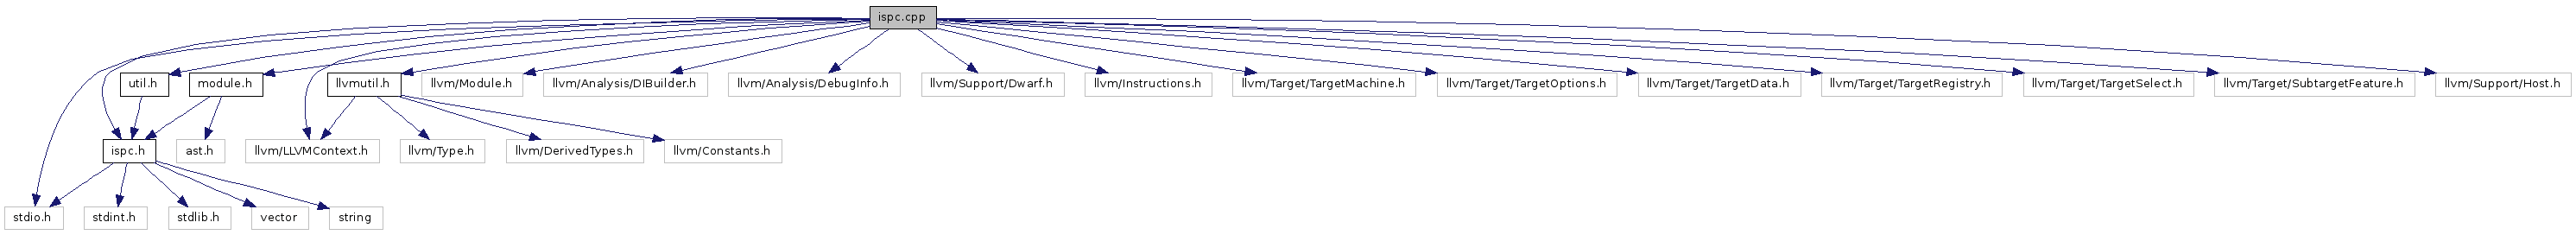 ispc.cpp
util.h
module.h
llvmutil.h
llvm/Module.h
llvm/Analysis/DIBuilder.h
llvm/Analysis/DebugInfo.h
llvm/Support/Dwarf.h
llvm/Instructions.h
llvm/Target/TargetMachine.h
llvm/Target/TargetOptions.h
llvm/Target/TargetData.h
llvm/Target/TargetRegistry.h
llvm/Target/TargetSelect.h
llvm/Target/SubtargetFeature.h
llvm/Support/Host.h
ispc.h
ast.h
llvm/LLVMContext.h
llvm/Type.h
llvm/DerivedTypes.h
llvm/Constants.h
stdio.h
stdint.h
stdlib.h
vector
string